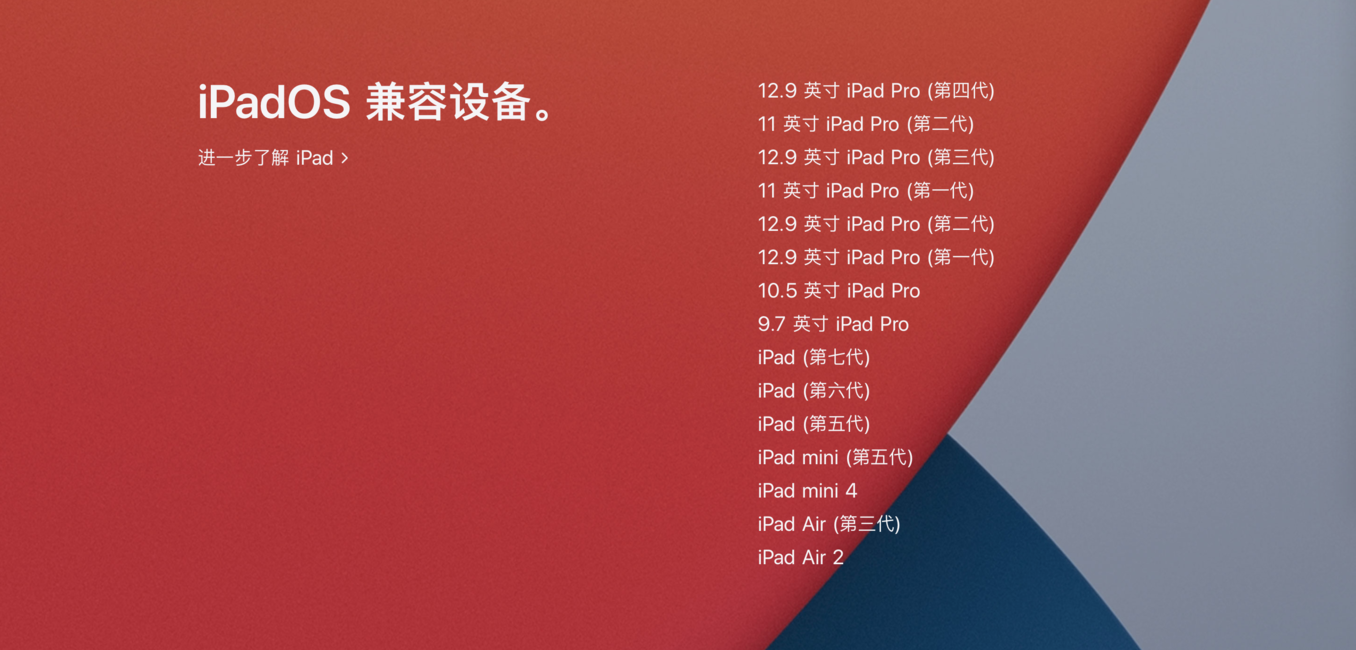 iPadOS 兼容设备。
进一步了解 iPad >
12.9 英寸 iPad Pro (第四代)
11 英寸 iPad Pro (第二代)
12.9 英寸 iPad Pro (第三代)
11 英寸 iPad Pro (第一代)
12.9 英寸 iPad Pro (第二代)
12.9 英寸 iPad Pro (第一代)
10.5 英寸 iPad Pro
9.7 英寸 iPad Pro
iPad (第七代)
iPad (第六代)
iPad (第五代)
iPad mini (第五代)
iPad mini 4
iPad Air (第三代)
iPad Air 2